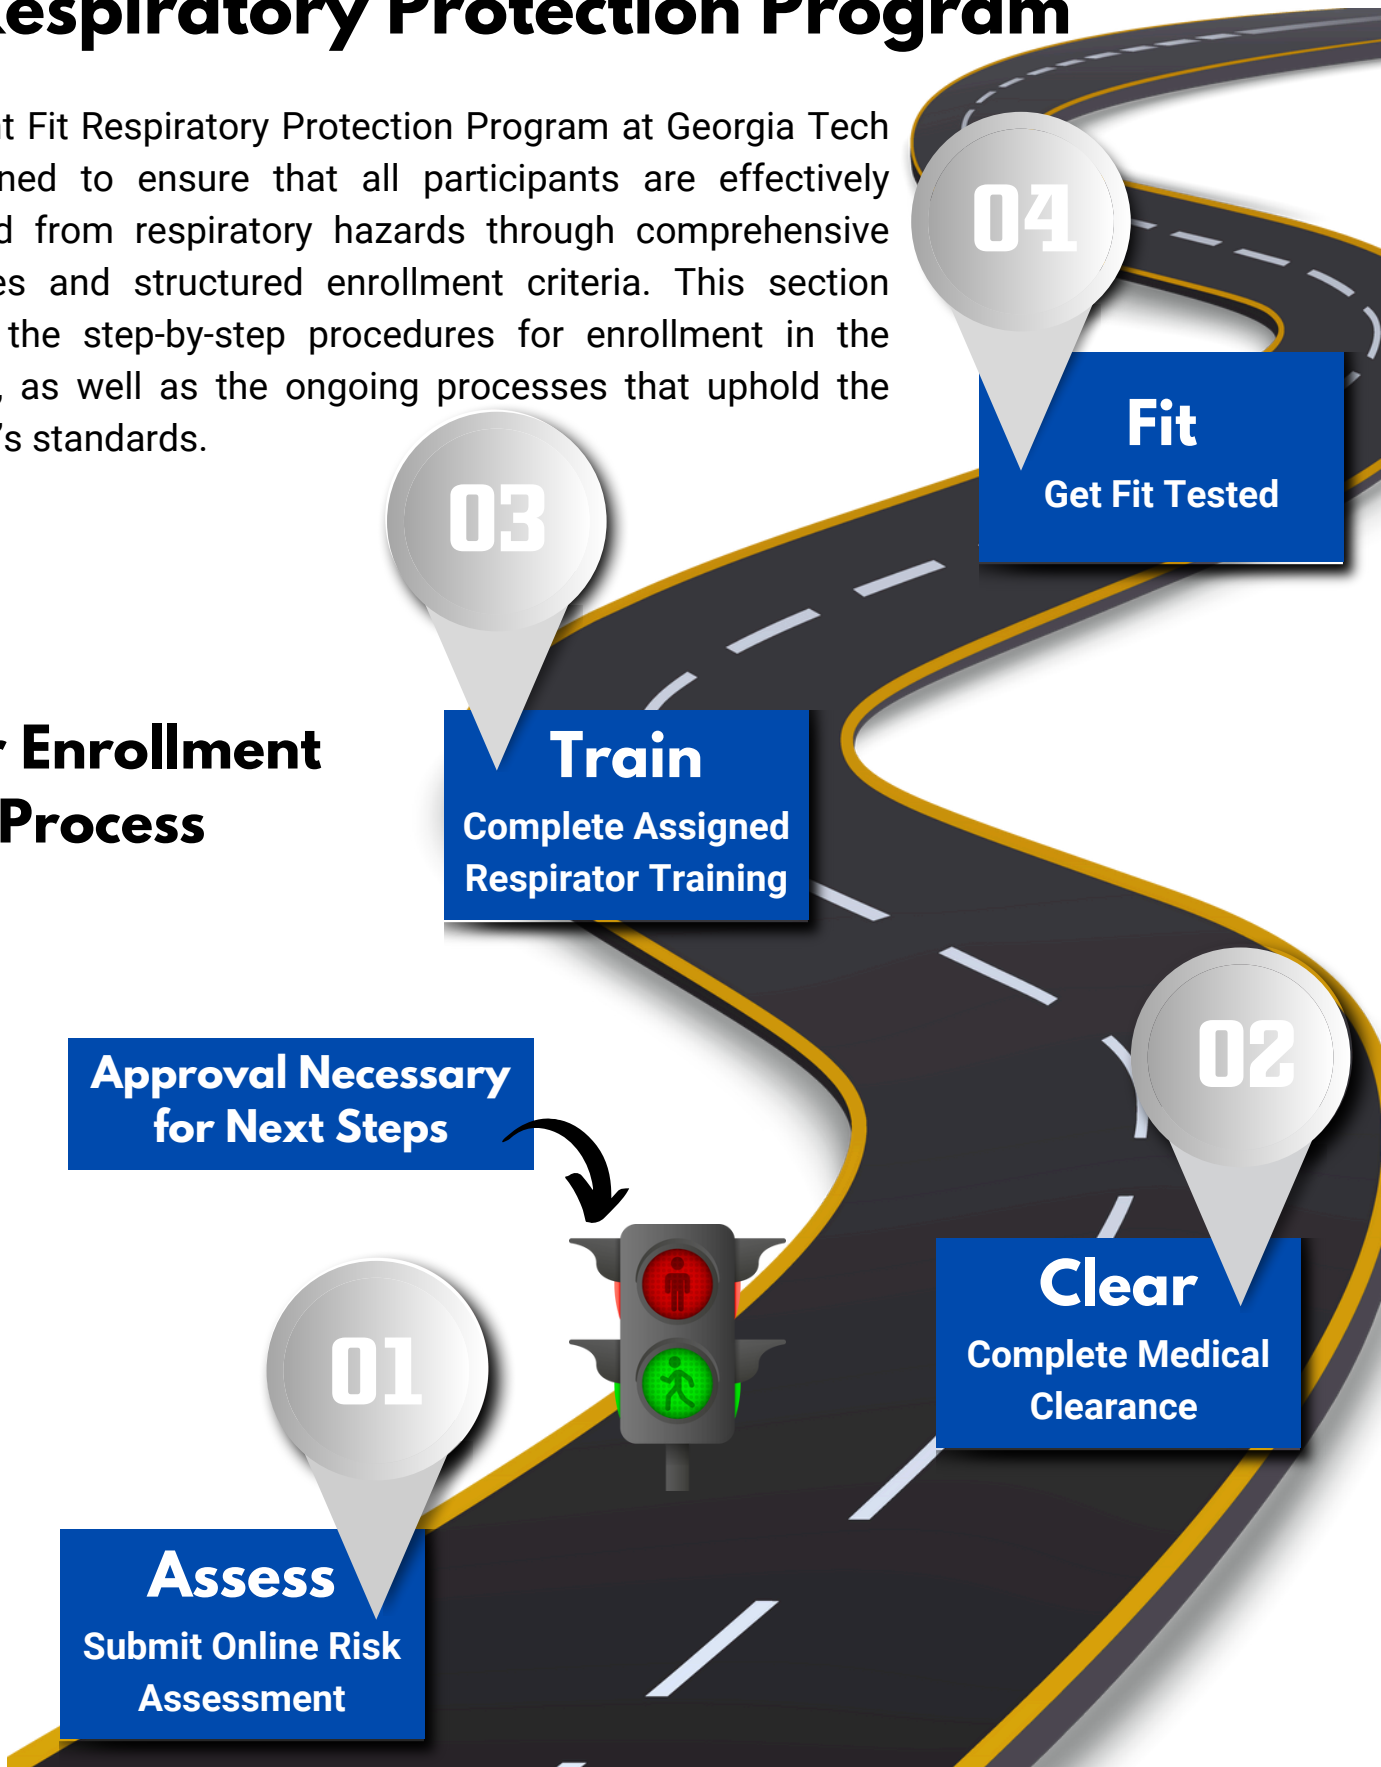 Respiratory Protection Program
t Fit Respiratory Protection Program at Georgia Tech
ned to ensure that all participants are effectively
d from respiratory hazards through comprehensive
es and structured enrollment criteria. This section
the step-by-step procedures for enrollment in the
, as well as the ongoing processes that uphold the
's standards.
04
Fit
Get Fit Tested
03
Train
Complete Assigned
Respirator Training
r Enrollment
Process
02
Clear
Complete Medical
Clearance
Approval Necessary
for Next Steps
01
Assess
Submit Online Risk
Assessment